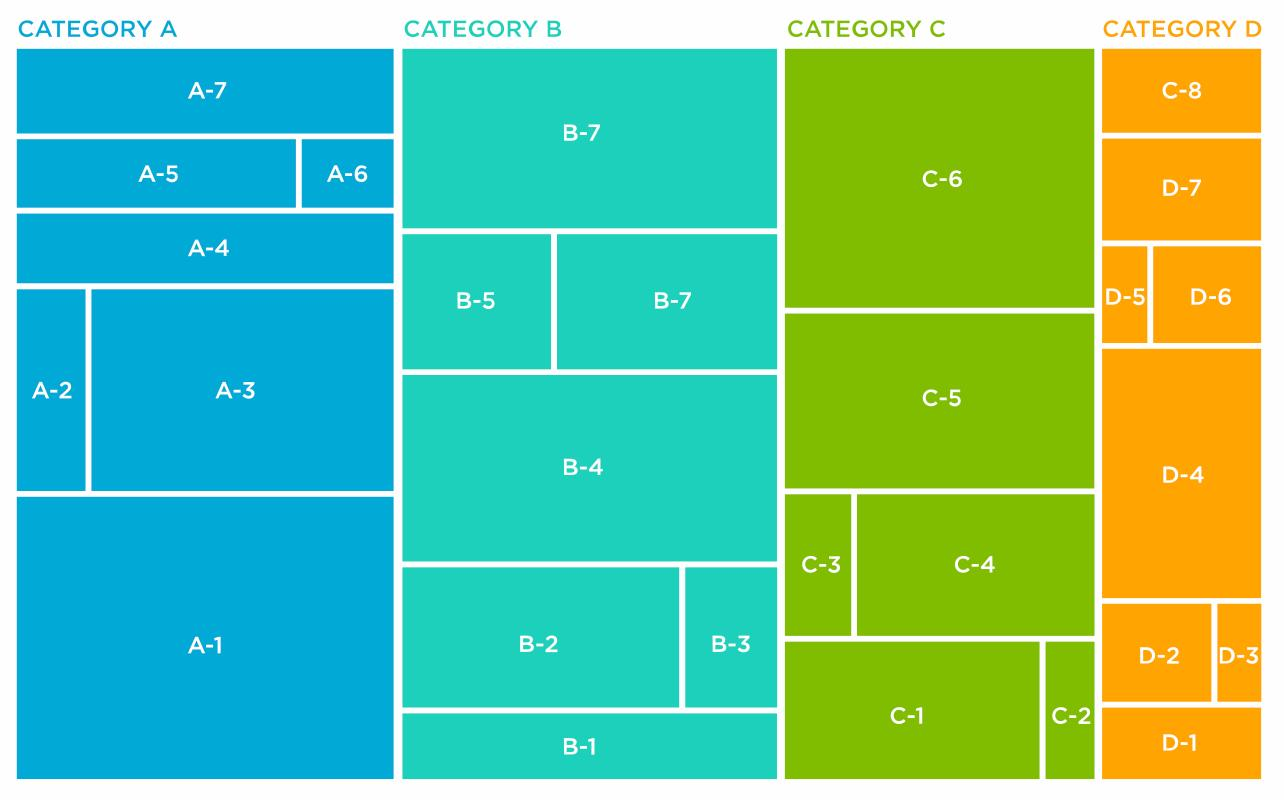 CATEGORY A
A-7
A-5
A-6
A-4
A-2
A-3
A-1
CATEGORY B
B-7
B-5
B-7
B-4
B-2
B-3
B-1
CATEGORY C
C-6
C-5
C-3
C-4
C-1
C-2
CATEGORY D
C-8
D-7
D-5
D-6
D-4
D-2
D-3
D-1